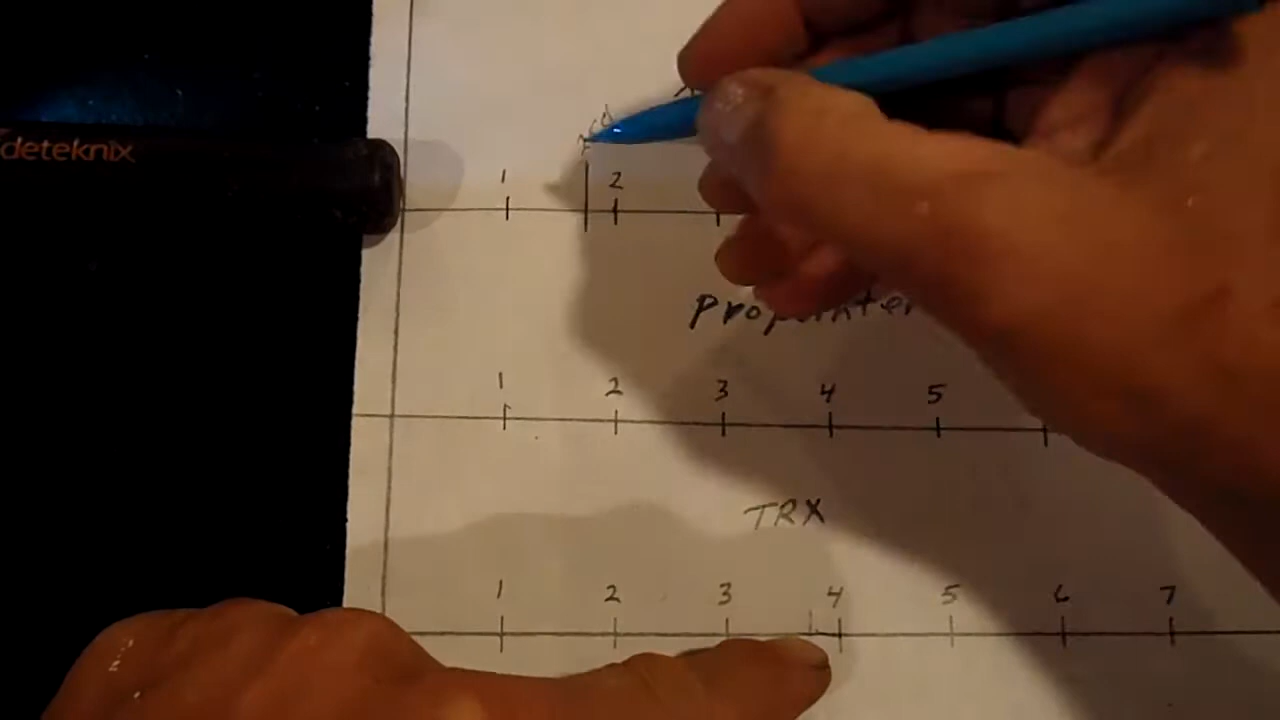 deteknix
1 2
1 2 3 4 5
TRX
1 2 3 4 5 6 7